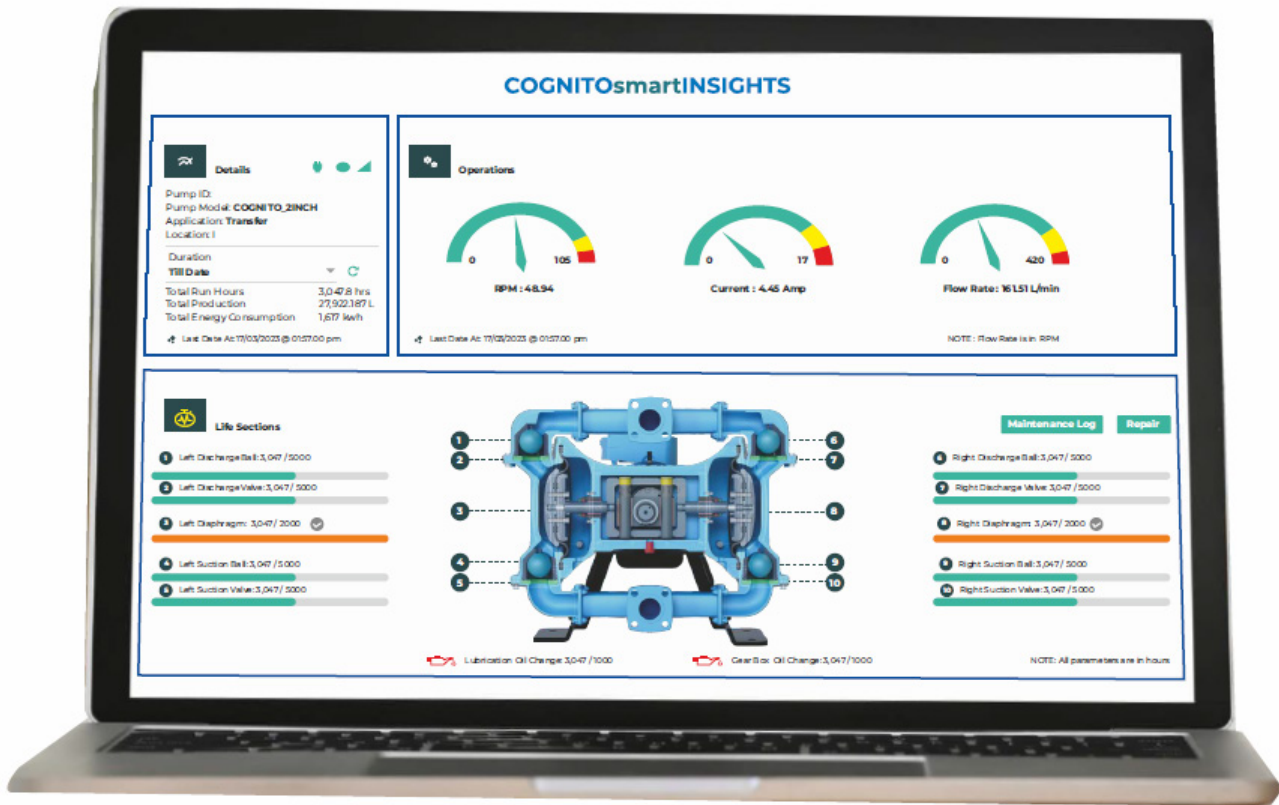 COGNITOsmartINSIGHTS
Details
Pump ID:
Pump Model: COGNITO_2INCH
Application: Transfer
Location: I
Duration
Till Date
Total Run Hours 3,047.8 hrs
Total Production 27,922.187 L
Total Energy Consumption 1,617 kwh
Last Date At: 17/03/2023 @ 01:57:00 pm
Operations
0 105
RPM : 48.94
0 17
Current : 4.45 Amp
0 420
Flow Rate : 161.51 L/min
Last Date At: 17/03/2023 @ 01:57:00 pm
NOTE : Flow Rate is in RPM
Life Sections
1 Left Discharge Ball: 3,047 / 5000
2 Left Discharge Valve: 3,047 / 5000
3 Left Diaphragm: 3,047 / 2000
4 Left Suction Ball: 3,047 / 5000
5 Left Suction Valve: 3,047 / 5000
1
2
3
4
5
6
7
8
9
10
Maintenance Log
Repair
6 Right Discharge Ball: 3,047 / 5000
7 Right Discharge Valve: 3,047 / 5000
8 Right Diaphragm: 3,047 / 2000
9 Right Suction Ball: 3,047 / 5000
10 Right Suction Valve: 3,047 / 5000
Lubrication Oil Change: 3,047 / 1000
Gear Box Oil Change: 3,047 / 1000
NOTE: All parameters are in hours